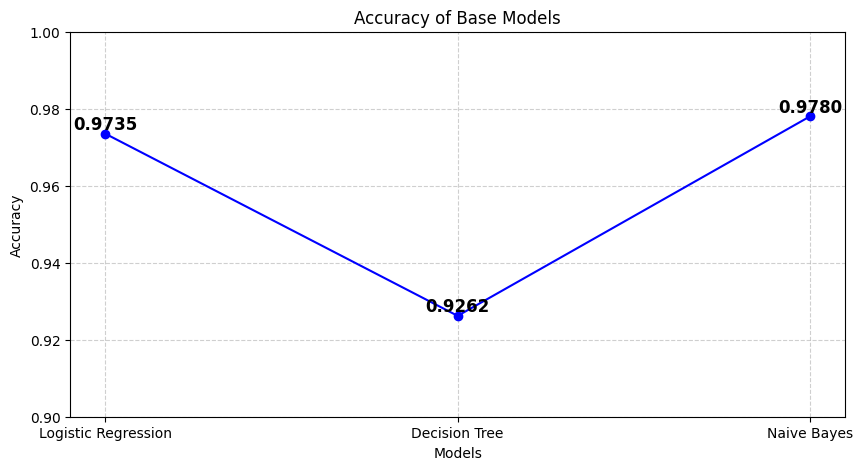 Accuracy of Base Models
1.00
0.98
0.96
0.94
0.92
0.90
Accuracy
0.9735
0.9262
0.9780
Logistic Regression
Decision Tree
Naive Bayes
Models